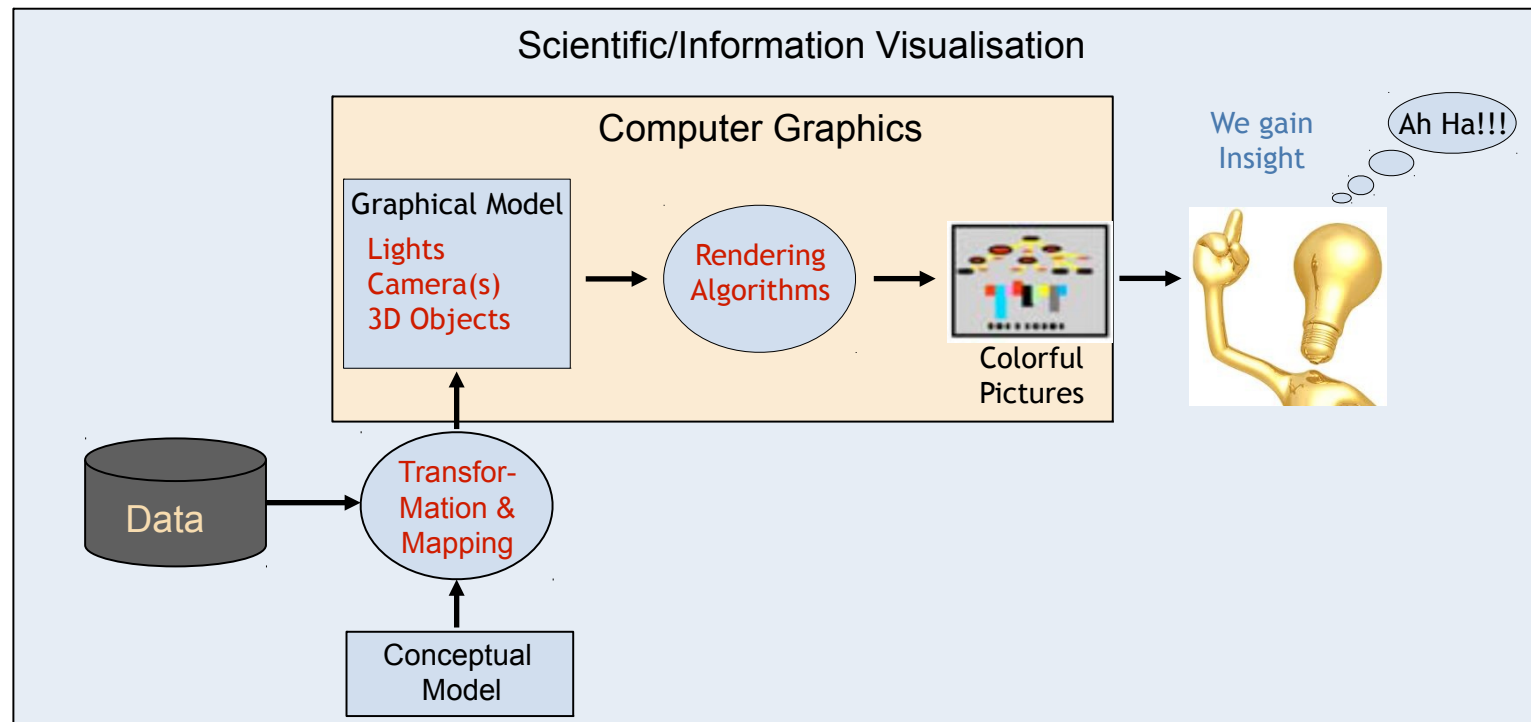 Scientific/Information Visualisation
Computer Graphics
Graphical Model
Lights
Camera(s)
3D Objects
Rendering
Algorithms
Colorful
Pictures
We gain
Insight
Ah Ha!!!
Data
Transfor-
Mation &
Mapping
Conceptual
Model